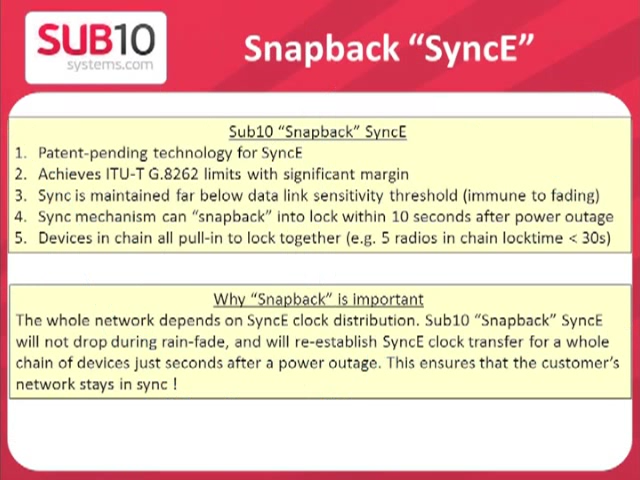 SUB10
systems.com
Snapback “SyncE”
Sub10 “Snapback” SyncE
1. Patent-pending technology for SyncE
2. Achieves ITU-T G.8262 limits with significant margin
3. Sync is maintained far below data link sensitivity threshold (immune to fading)
4. Sync mechanism can “snapback” into lock within 10 seconds after power outage
5. Devices in chain all pull-in to lock together (e.g. 5 radios in chain locktime < 30s)
Why “Snapback” is important
The whole network depends on SyncE clock distribution. Sub10 “Snapback” SyncE
will not drop during rain-fade, and will re-establish SyncE clock transfer for a whole
chain of devices just seconds after a power outage. This ensures that the customer’s
network stays in sync !